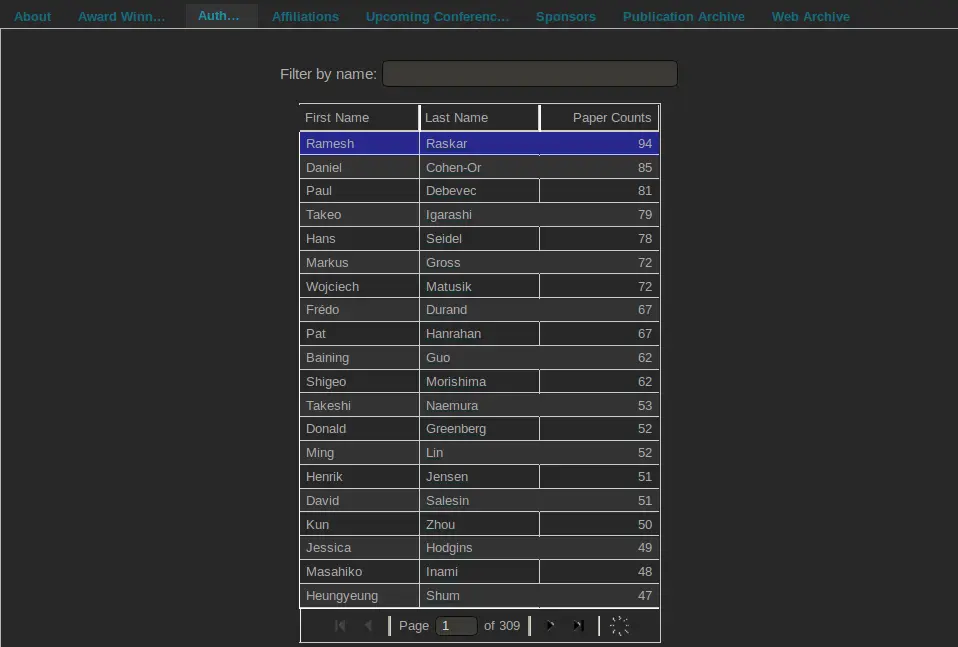 About Award Winn... Auth... Affiliations Upcoming Conferenc... Sponsors Publication Archive Web Archive
Filter by name:
First Name Last Name Paper Counts
Ramesh Raskar 94
Daniel Cohen-Or 85
Paul Debevec 81
Takeo Igarashi 79
Hans Seidel 78
Markus Gross 72
Wojciech Matusik 72
Frédo Durand 67
Pat Hanrahan 67
Baining Guo 62
Shigeo Morishima 62
Takeshi Naemura 53
Donald Greenberg 52
Ming Lin 52
Henrik Jensen 51
David Salesin 51
Kun Zhou 50
Jessica Hodgins 49
Masahiko Inami 48
Heungyeung Shum 47
Page 1 of 309